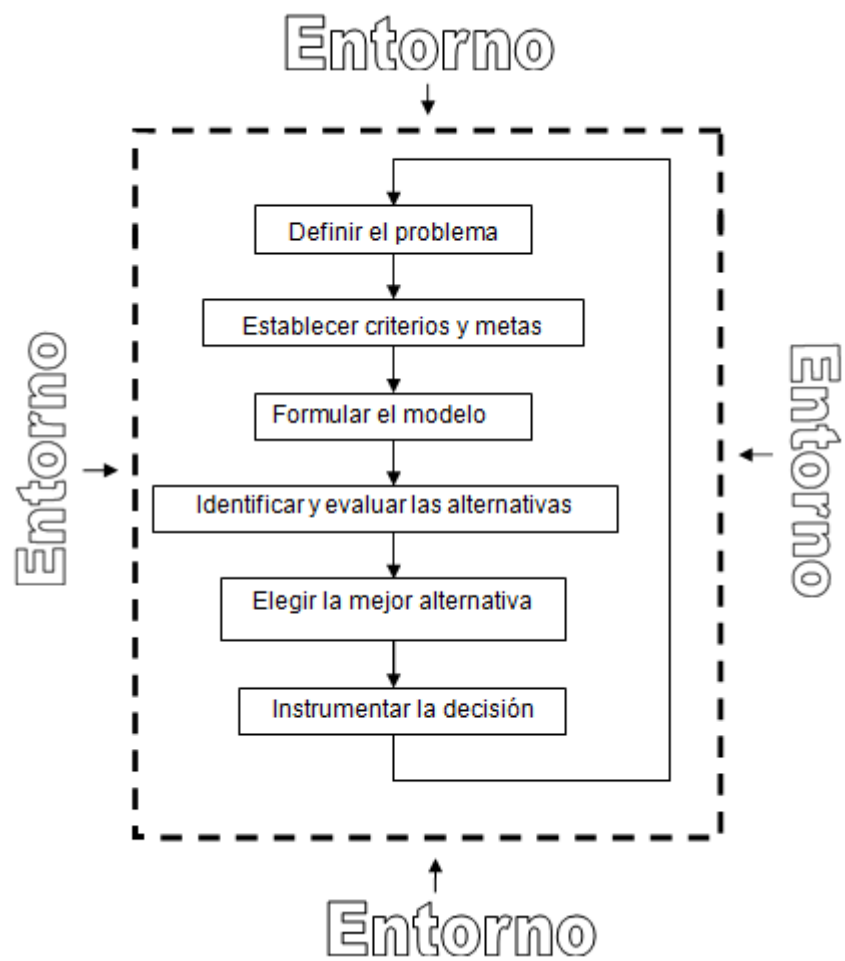 Entorno
Definir el problema
Establecer criterios y metas
Entorno
Entorno
Formular el modelo
Identificar y evaluar las alternativas
Elegir la mejor alternativa
Instrumentar la decisión
Entorno